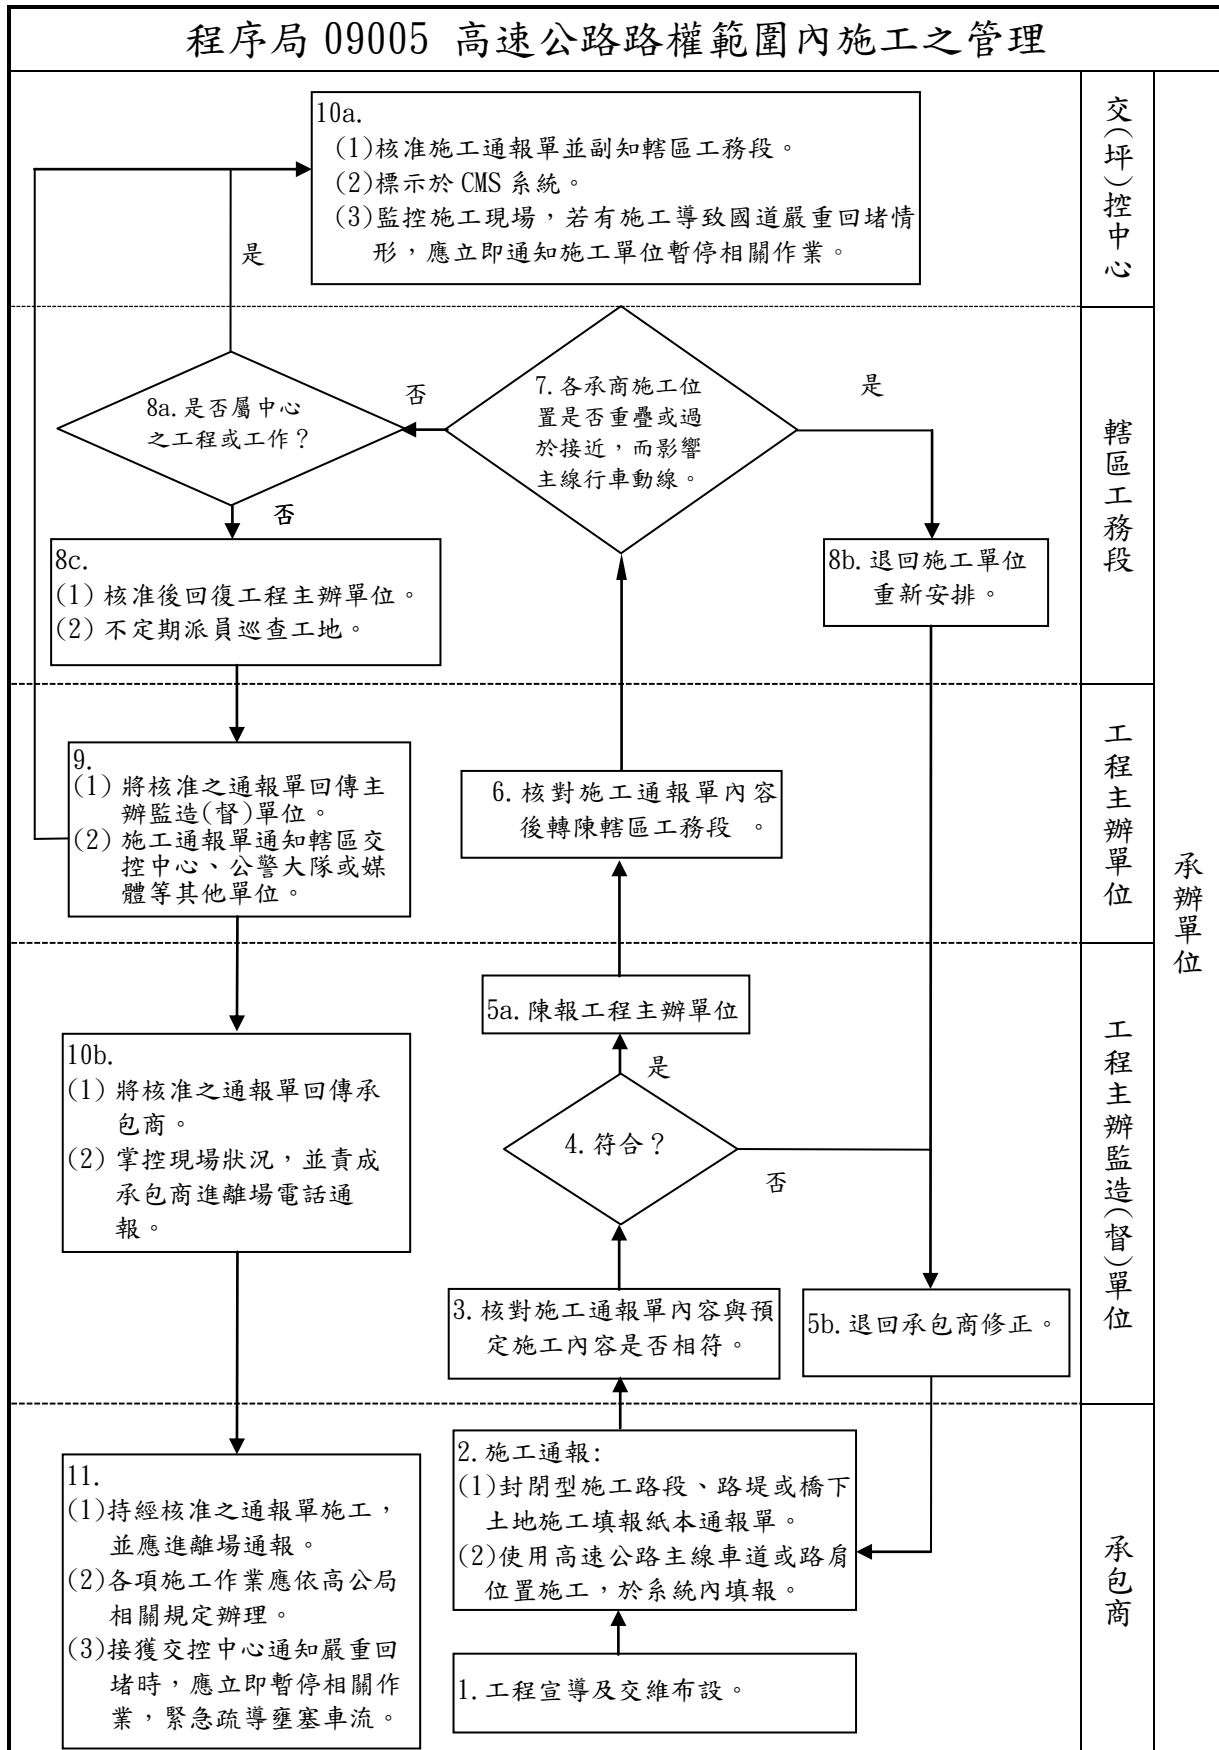 程序局 09005 高速公路路權範圍內施工之管理
10a.
(1)核准施工通報單並副知轄區工務段。
(2)標示於 CMS 系統。
(3)監控施工現場，若有施工導致國道嚴重回堵情
形，應立即通知施工單位暫停相關作業。
交(坪)控中心
是
8a.是否屬中心
之工程或工作？
否
7.各承商施工位
置是否重疊或過
於接近，而影響
主線行車動線。
是
轄區工務段
否
8c.
(1) 核准後回復工程主辦單位。
(2) 不定期派員巡查工地。
8b.退回施工單位
重新安排。
9.
(1) 將核准之通報單回傳主
辦監造(督)單位。
(2) 施工通報單通知轄區交
控中心、公警大隊或媒
體等其他單位。
6.核對施工通報單內容
後轉陳轄區工務段 。
工程主辦單位
承辦單位
5a.陳報工程主辦單位
是
4.符合？
否
10b.
(1) 將核准之通報單回傳承
包商。
(2) 掌控現場狀況，並責成
承包商進離場電話通
報。
3.核對施工通報單內容與預
定施工內容是否相符。
5b.退回承包商修正。
工程主辦監造(督)單位
11.
(1)持經核准之通報單施工，
並應進離場通報。
(2)各項施工作業應依高公局
相關規定辦理。
(3)接獲交控中心通知嚴重回
堵時，應立即暫停相關作
業，緊急疏導壅塞車流。
2.施工通報:
(1)封閉型施工路段、路堤或橋下
土地施工填報紙本通報單。
(2)使用高速公路主線車道或路肩
位置施工，於系統內填報。
1.工程宣導及交維布設。
承包商